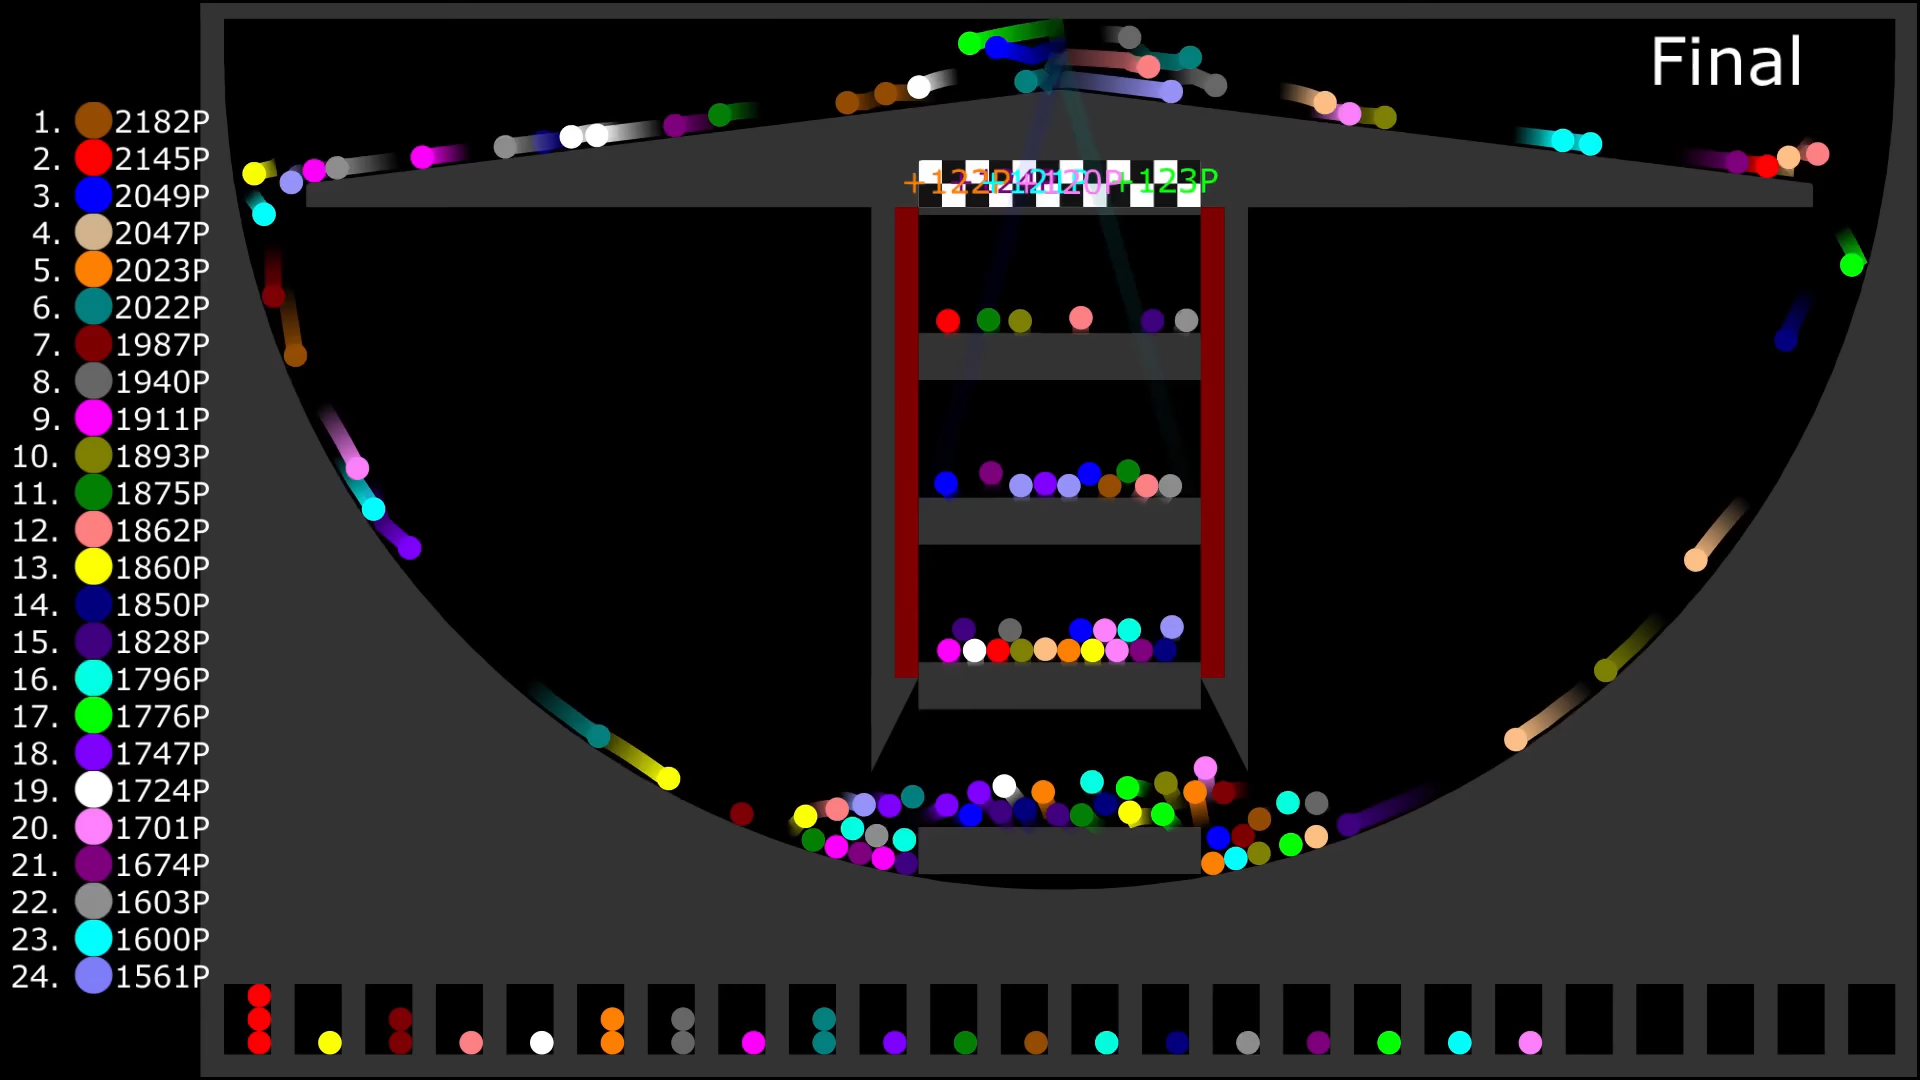 Final
1. 2182P
2. 2145P
3. 2049P
4. 2047P
5. 2023P
6. 2022P
7. 1987P
8. 1940P
9. 1911P
10. 1893P
11. 1875P
12. 1862P
13. 1860P
14. 1850P
15. 1828P
16. 1796P
17. 1776P
18. 1747P
19. 1724P
20. 1701P
21. 1674P
22. 1603P
23. 1600P
24. 1561P
+122P +123P